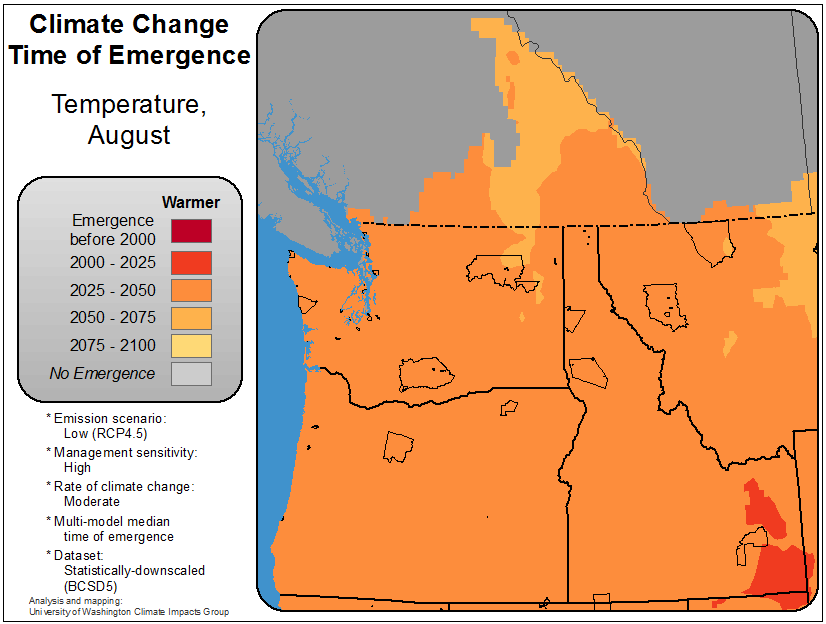 Climate Change
Time of Emergence
Temperature,
August
Warmer
Emergence
before 2000
2000 - 2025
2025 - 2050
2050 - 2075
2075 - 2100
No Emergence
* Emission scenario:
Low (RCP4.5)
* Management sensitivity:
High
* Rate of climate change:
Moderate
* Multi-model median
time of emergence
* Dataset:
Statistically-downscaled
(BCSD5)
Analysis and mapping:
University of Washington Climate Impacts Group